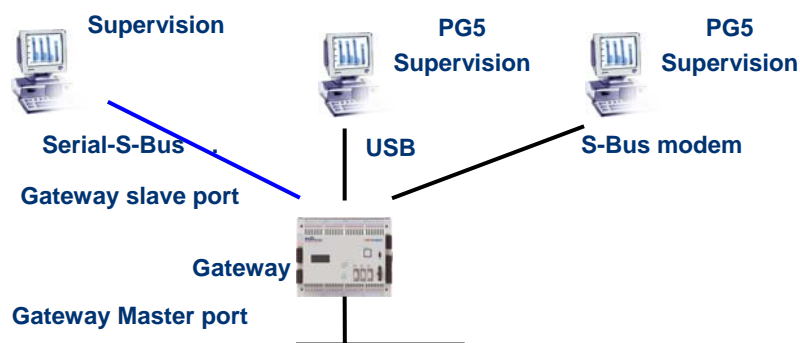 Supervision
PG5
Supervision
PG5
Supervision
Serial-S-Bus .
USB
S-Bus modem
Gateway slave port
Gateway
Gateway Master port